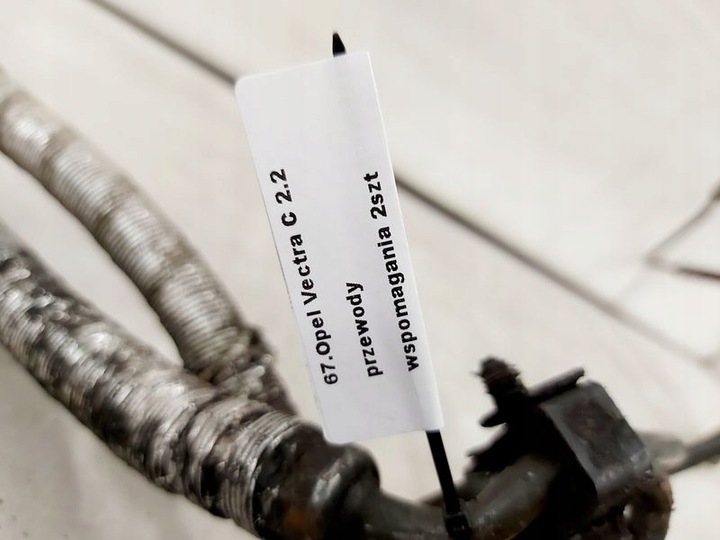 67.Opel Vectra C 2.2
przewody
wspomagania 2szt